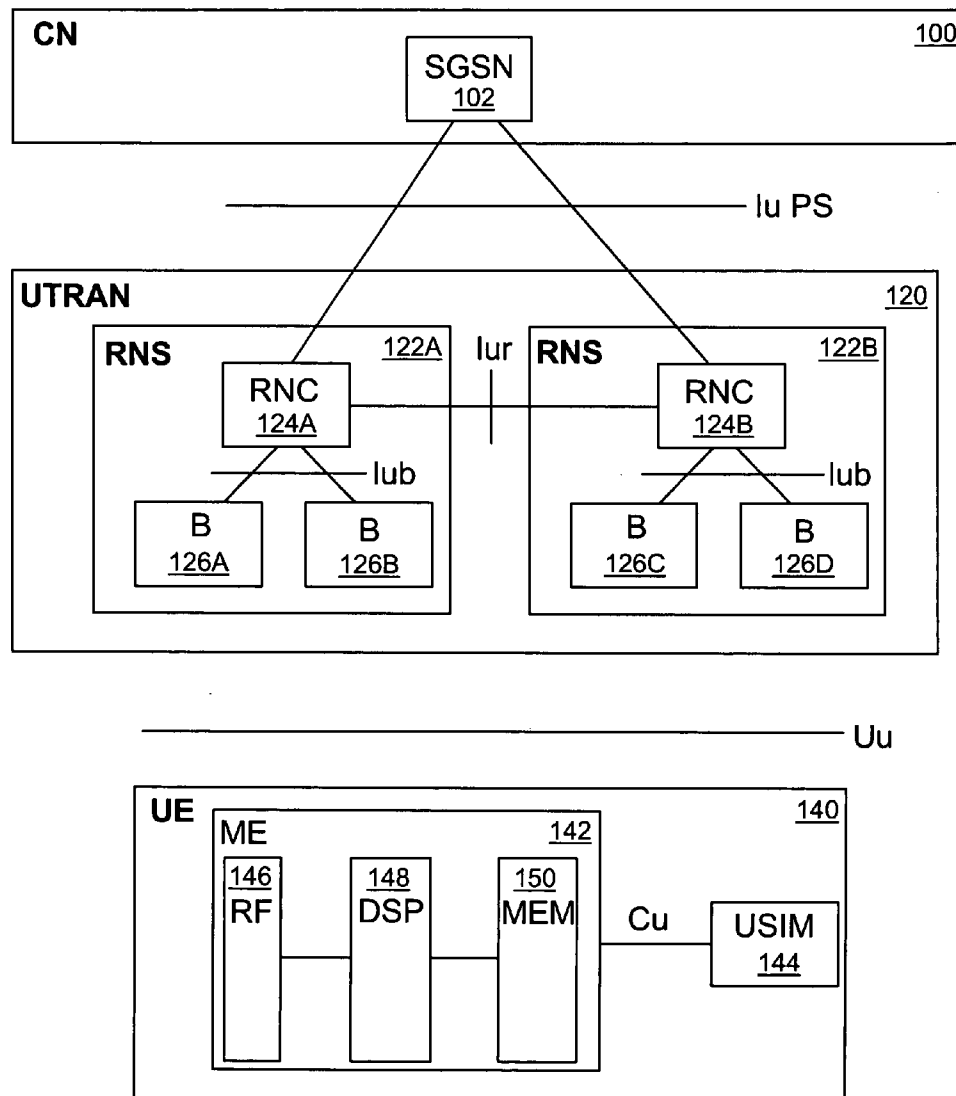 CN
100
SGSN
102
Iu PS
UTRAN
120
RNS
122A
Iur
RNS
122B
RNC
124A
RNC
124B
Iub
Iub
B
126A
B
126B
B
126C
B
126D
Uu
UE
140
ME
142
146
RF
148
DSP
150
MEM
Cu
USIM
144